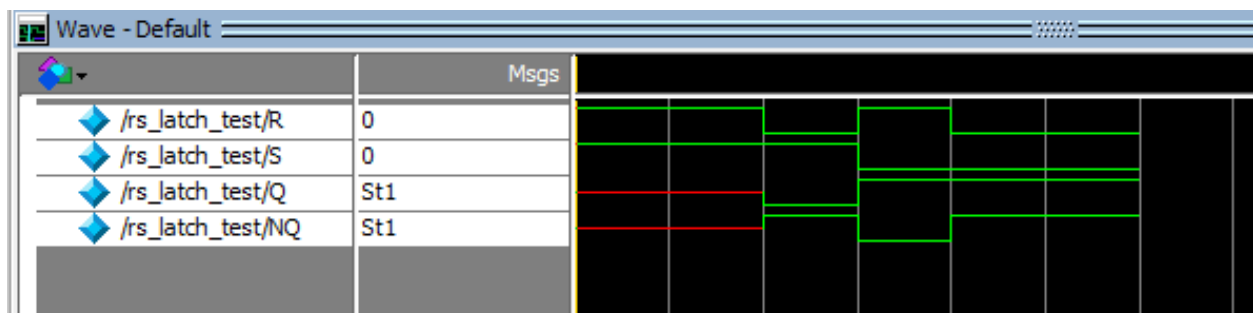 Wave - Default
Msgs
/rs_latch_test/R 0
/rs_latch_test/S 0
/rs_latch_test/Q St1
/rs_latch_test/NQ St1